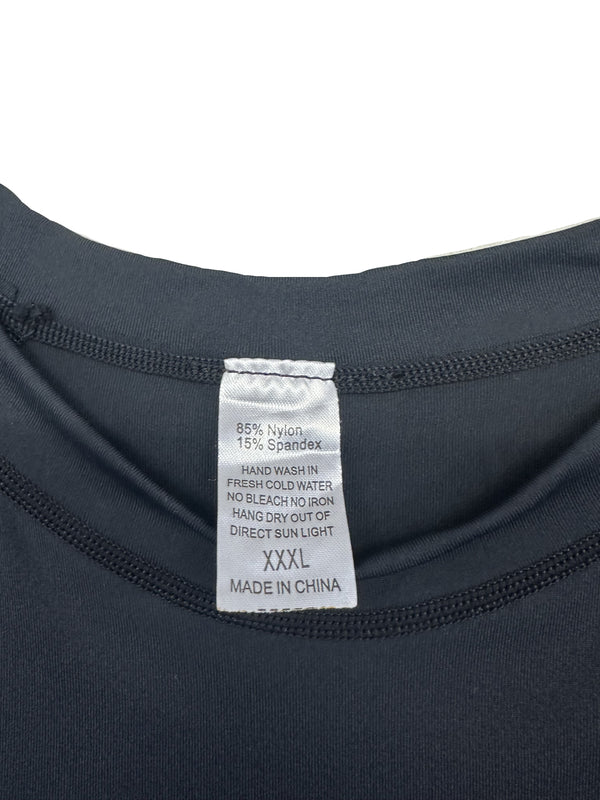 85% Nylon
15% Spandex
HAND WASH IN
FRESH COLD WATER
NO BLEACH NO IRON
HANG DRY OUT OF
DIRECT SUN LIGHT
XXXL
MADE IN CHINA